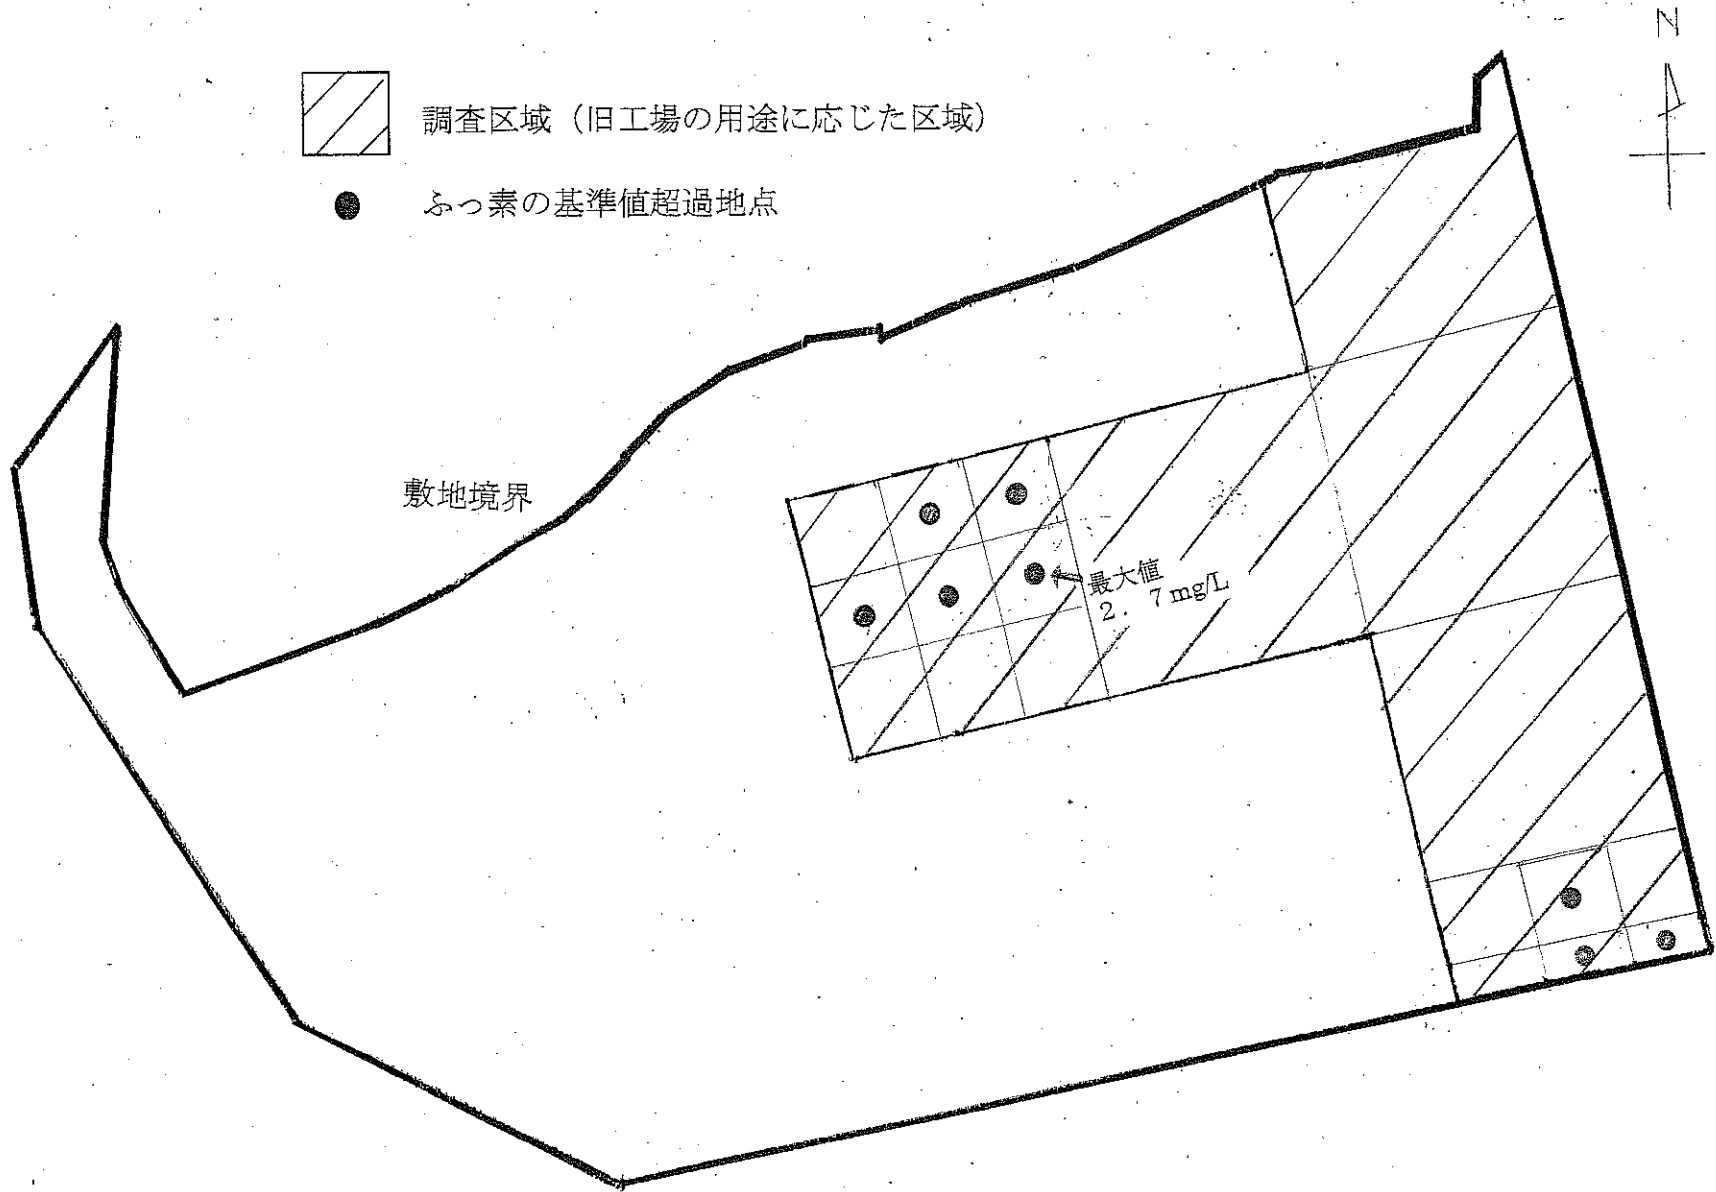 N
調査区域（旧工場の用途に応じた区域）
ふっ素の基準値超過地点
敷地境界
最大値
２．７mg/L